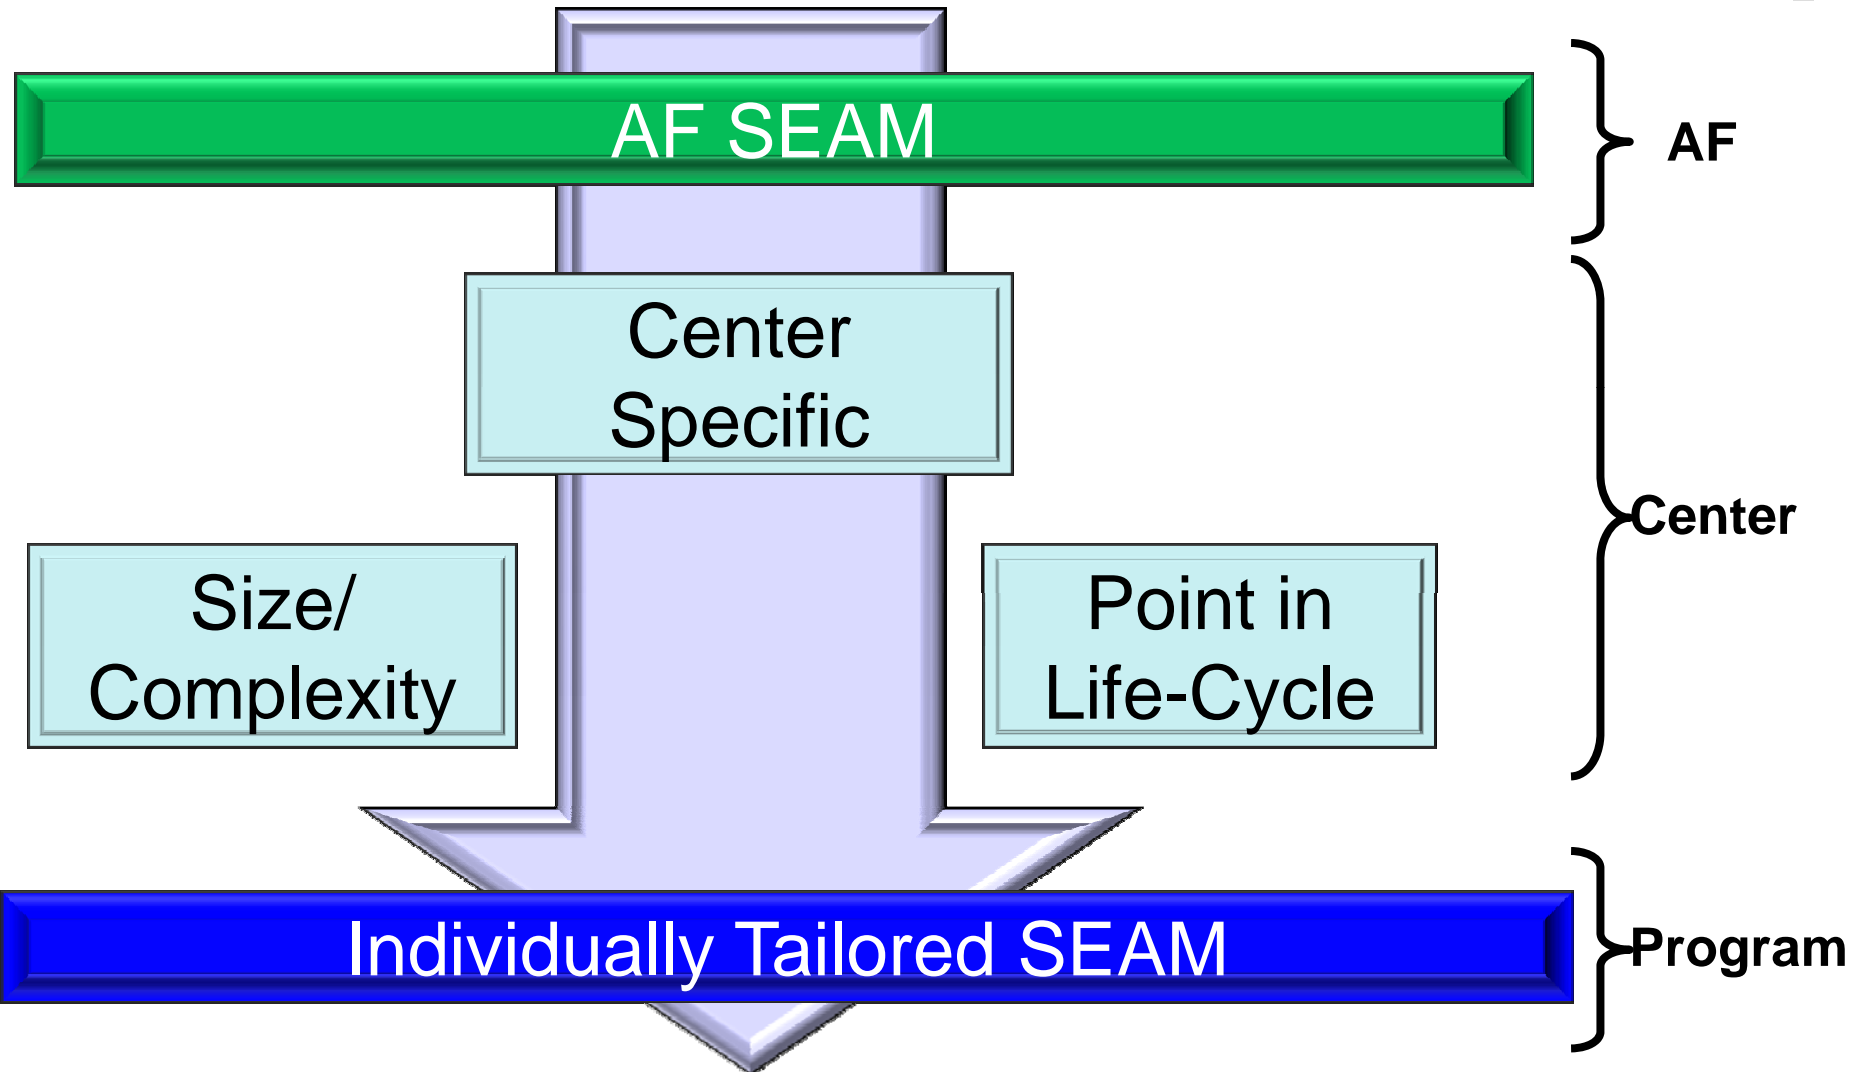 AF SEAM
AF
Center
Specific
Center
Size/
Complexity
Point in
Life-Cycle
Individually Tailored SEAM
Program